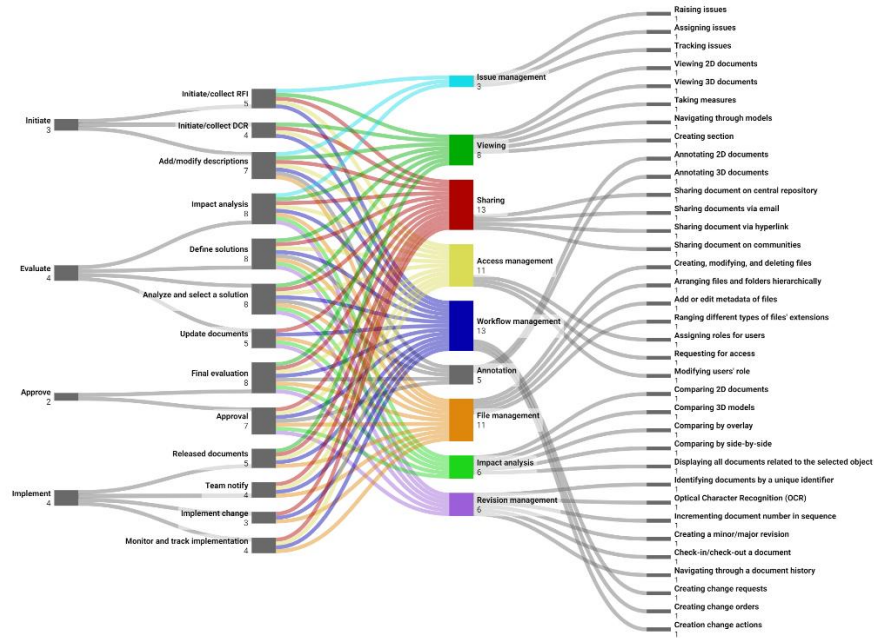 Initiate
3
Evaluate
4
Approve
2
Implement
4
Initiate/collect RFI
5
Initiate/collect DCR
4
Add/modify descriptions
7
Impact analysis
8
Define solutions
8
Analyze and select a solution
8
Update documents
5
Final evaluation
8
Approval
7
Released documents
5
Team notify
4
Implement change
3
Monitor and track implementation
4
Issue management
3
Viewing
8
Sharing
13
Access management
11
Workflow management
13
Annotation
5
File management
11
Impact analysis
6
Revision management
6
Raising issues
1
Assigning issues
1
Tracking issues
1
Viewing 2D documents
1
Viewing 3D documents
1
Taking measures
1
Navigating through models
1
Creating section
1
Annotating 2D documents
1
Annotating 3D documents
1
Sharing document on central repository
1
Sharing documents via email
1
Sharing document via hyperlink
1
Sharing document on communities
1
Creating, modifying, and deleting files
1
Arranging files and folders hierarchically
1
Add or edit metadata of files
1
Ranging different types of files' extensions
1
Assigning roles for users
1
Requesting for access
1
Modifying users' role
1
Comparing 2D documents
1
Comparing 3D models
1
Comparing by overlay
1
Comparing by side-by-side
1
Displaying all documents related to the selected object
1
Identifying documents by a unique identifier
1
Optical Character Recognition (OCR)
1
Incrementing document number in sequence
1
Creating a minor/major revision
1
Check-in/check-out a document
1
Navigating through a document history
1
Creating change requests
1
Creating change orders
1
Creation change actions
1